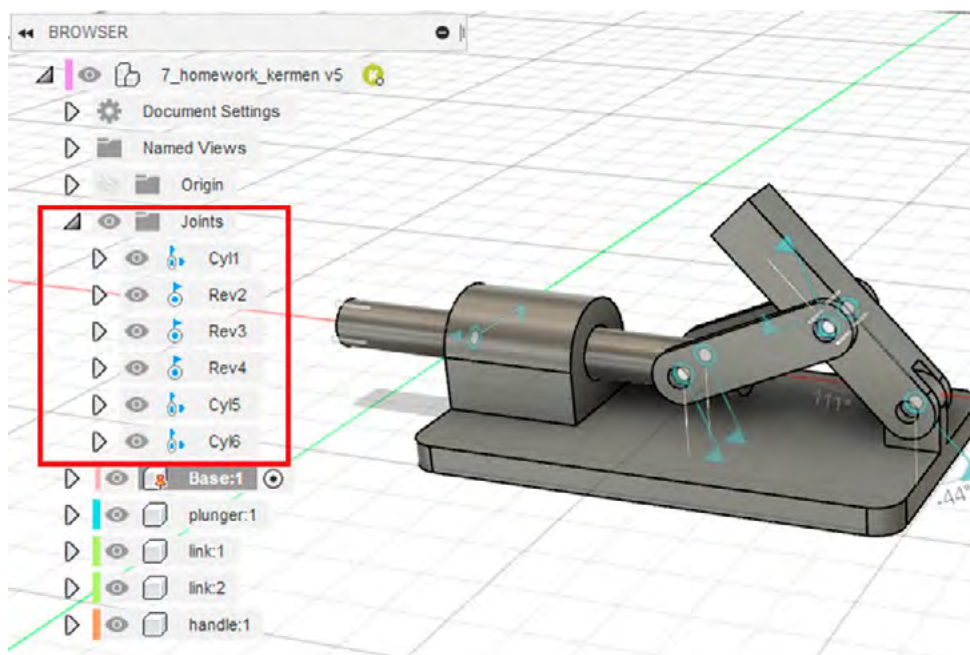 BROWSER
7_homework_kermen v5
Document Settings
Named Views
Origin
Joints
Cyl1
Rev2
Rev3
Rev4
Cyl5
Cyl6
Base:1
plunger:1
link:1
link:2
handle:1
111°